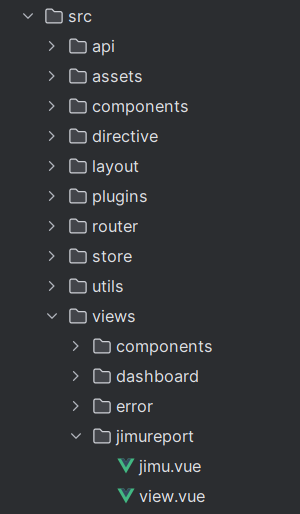 src
api
assets
components
directive
layout
plugins
router
store
utils
views
components
dashboard
error
jimureport
jimu.vue
view.vue